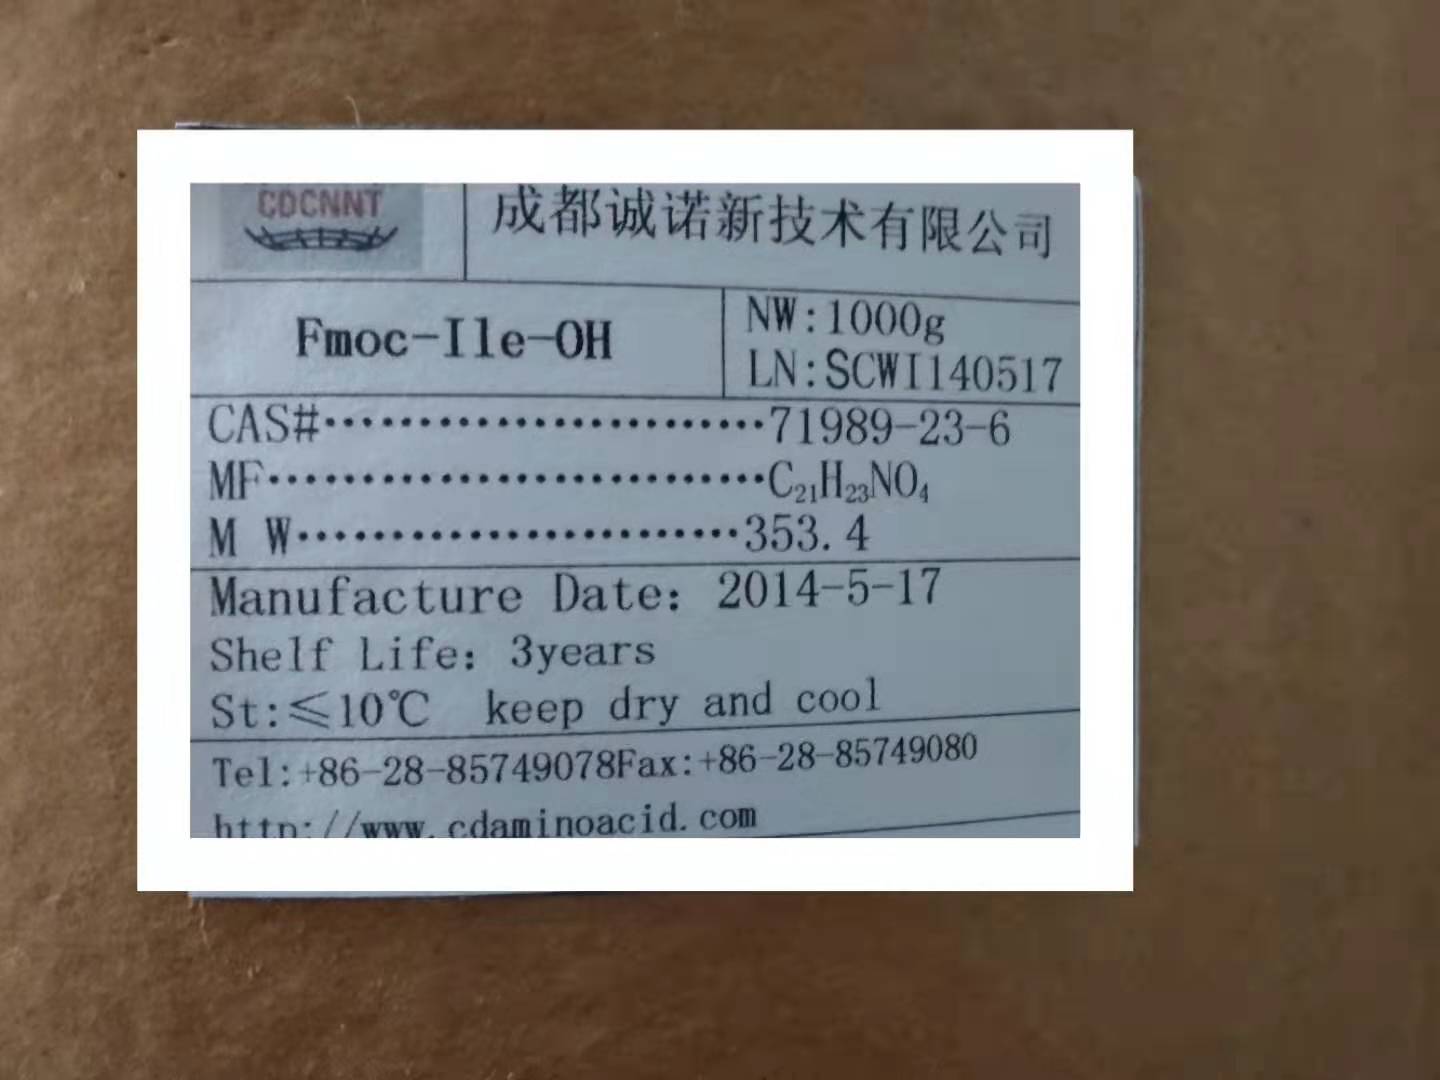 CDCNNT
成都诚诺新技术有限公司
Fmoc-Ile-OH
NW:1000g
LN:SCWI140517
CAS#························71989-23-6
MF···························C₂₁H₂₃NO₄
M W························353.4
Manufacture Date: 2014-5-17
Shelf Life: 3years
St:≤10℃ keep dry and cool
Tel:+86-28-85749078Fax:+86-28-85749080
http://www.cdaminoacid.com